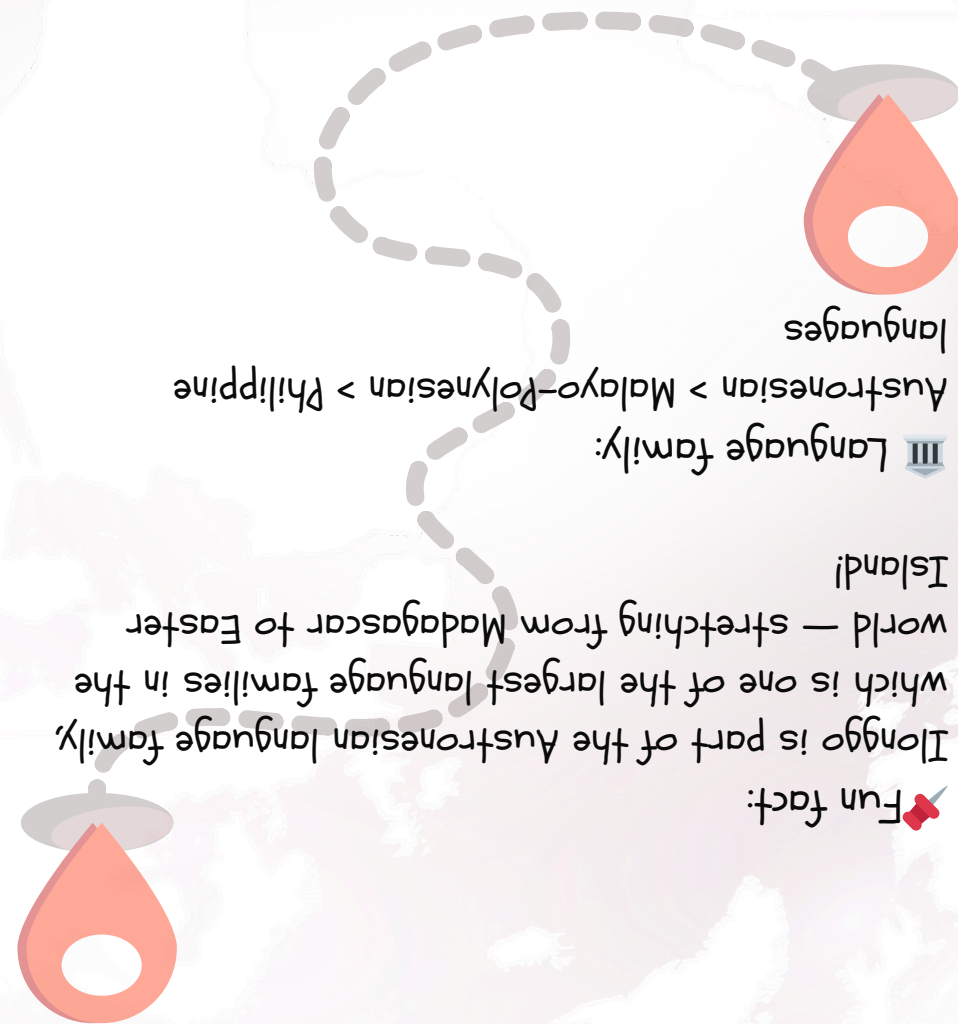 📌Fun fact:
Ilonggo is part of the Austronesian language family,
which is one of the largest language families in the
world — stretching from Madagascar to Easter
Island!
🏛️ Language family:
Austronesian > Malayo-Polynesian > Philippine
languages